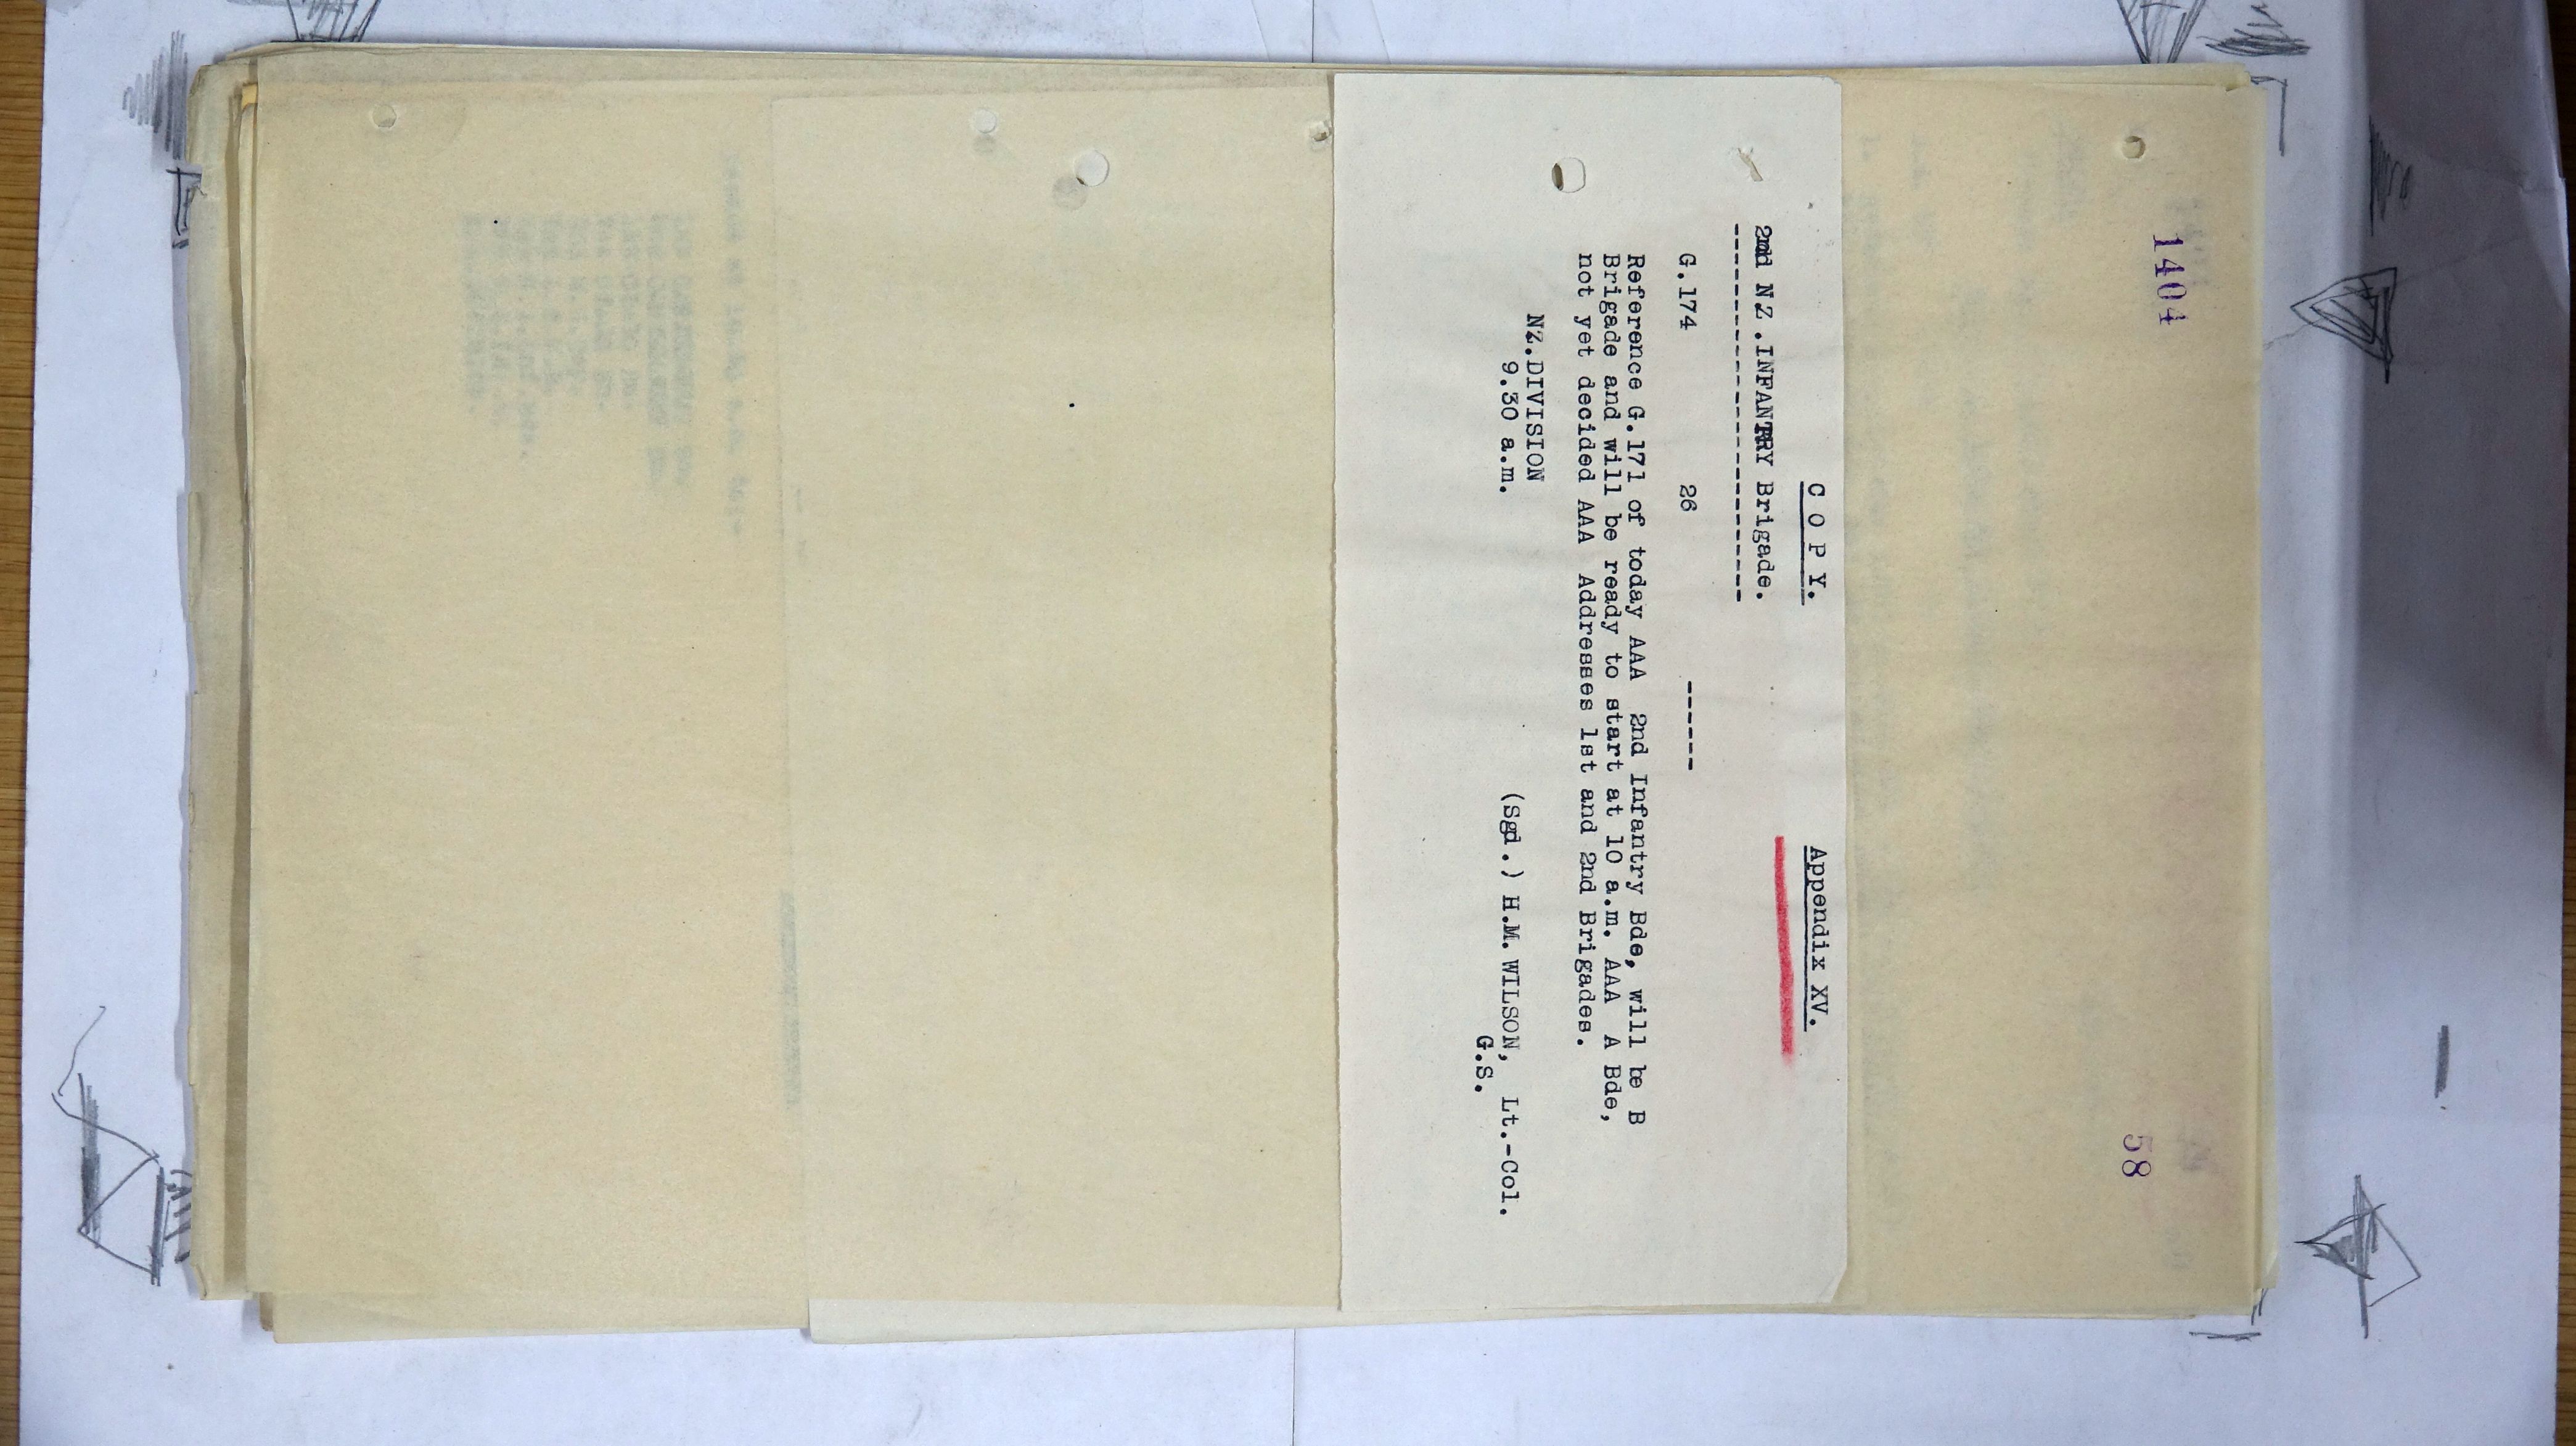 1404
58
C O P Y.
Appendix XV.
2nd N.Z.INFANTRY Brigade.
G.174 26 ------
Reference G.171 of today AAA 2nd Infantry Bde, will be B
Brigade and will be ready to start at 10 a.m. AAA A Bde,
not yet decided AAA Addresses 1st and 2nd Brigades.
NZ.DIVISION
9.30 a.m.
(Sgd.) H.M. WILSON, Lt.-Col.
G.S.